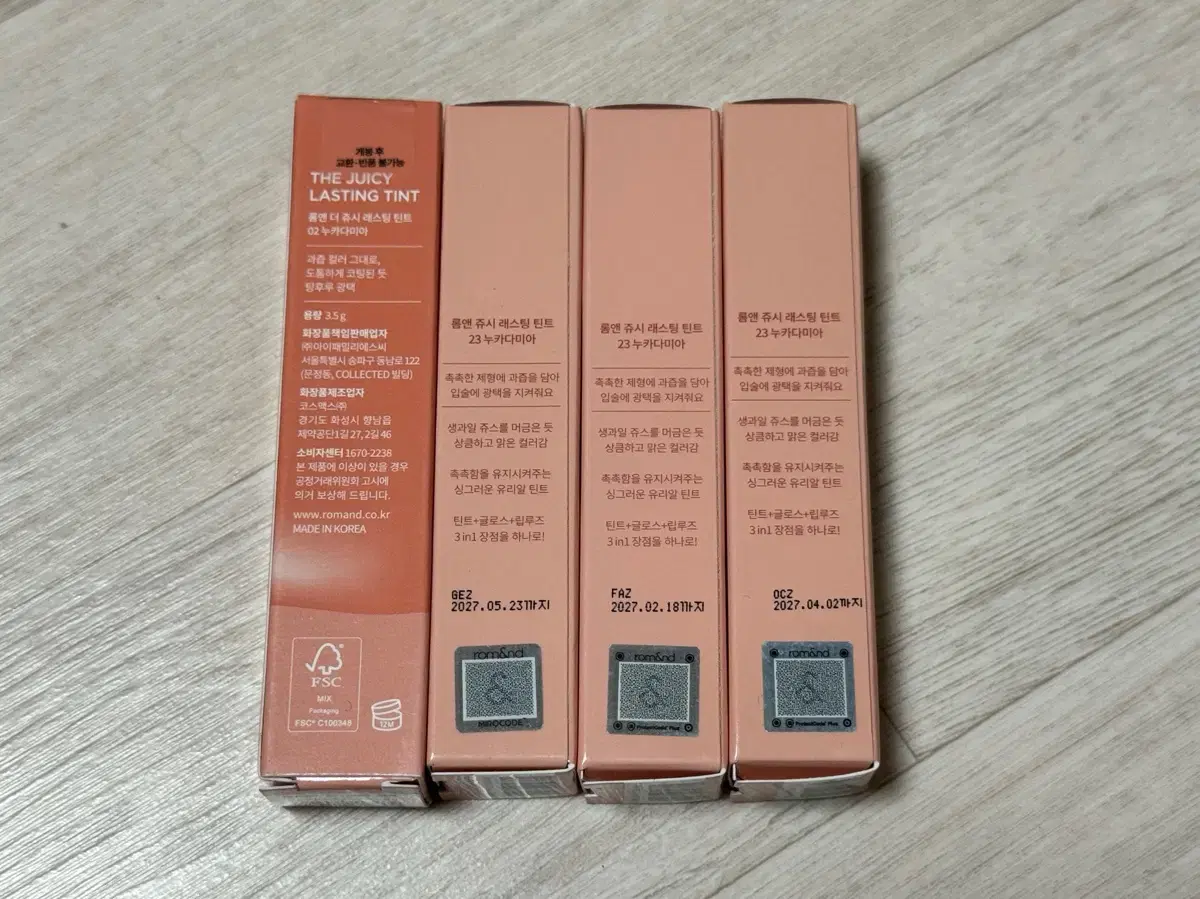 개봉 후
교환·반품 불가능
THE JUICY
LASTING TINT
롬앤 더 쥬시 래스팅 틴트
02 누카다미아
과즙 컬러 그대로,
도톰하게 코팅된 듯
탕후루 광택
용량 3.5 g
화장품책임판매업자
㈜아이패밀리에스씨
서울특별시 송파구 동남로 122
(문정동, COLLECTED 빌딩)
화장품제조업자
코스맥스㈜
경기도 화성시 향남읍
제약공단1길 27, 2길 46
소비자센터 1670-2238
본 제품에 이상이 있을 경우
공정거래위원회 고시에
의거 보상해 드립니다.
www.romand.co.kr
MADE IN KOREA
FSC
MIX
Packaging
FSC® C100348
12M
롬앤 쥬시 래스팅 틴트
23 누카다미아
촉촉한 제형에 과즙을 담아
입술에 광택을 지켜줘요
생과일 쥬스를 머금은 듯
상큼하고 맑은 컬러감
촉촉함을 유지시켜주는
싱그러운 유리알 틴트
틴트+글로스+립루즈
3 in1 장점을 하나로!
GEZ
2027.05.23까지
rom&nd
&
MIROCODE
롬앤 쥬시 래스팅 틴트
23 누카다미아
촉촉한 제형에 과즙을 담아
입술에 광택을 지켜줘요
생과일 쥬스를 머금은 듯
상큼하고 맑은 컬러감
촉촉함을 유지시켜주는
싱그러운 유리알 틴트
틴트+글로스+립루즈
3 in1 장점을 하나로!
FAZ
2027.02.18까지
rom&nd
&
롬앤 쥬시 래스팅 틴트
23 누카다미아
촉촉한 제형에 과즙을 담아
입술에 광택을 지켜줘요
생과일 쥬스를 머금은 듯
상큼하고 맑은 컬러감
촉촉함을 유지시켜주는
싱그러운 유리알 틴트
틴트+글로스+립루즈
3 in1 장점을 하나로!
OCZ
2027.04.02까지
rom&nd
&